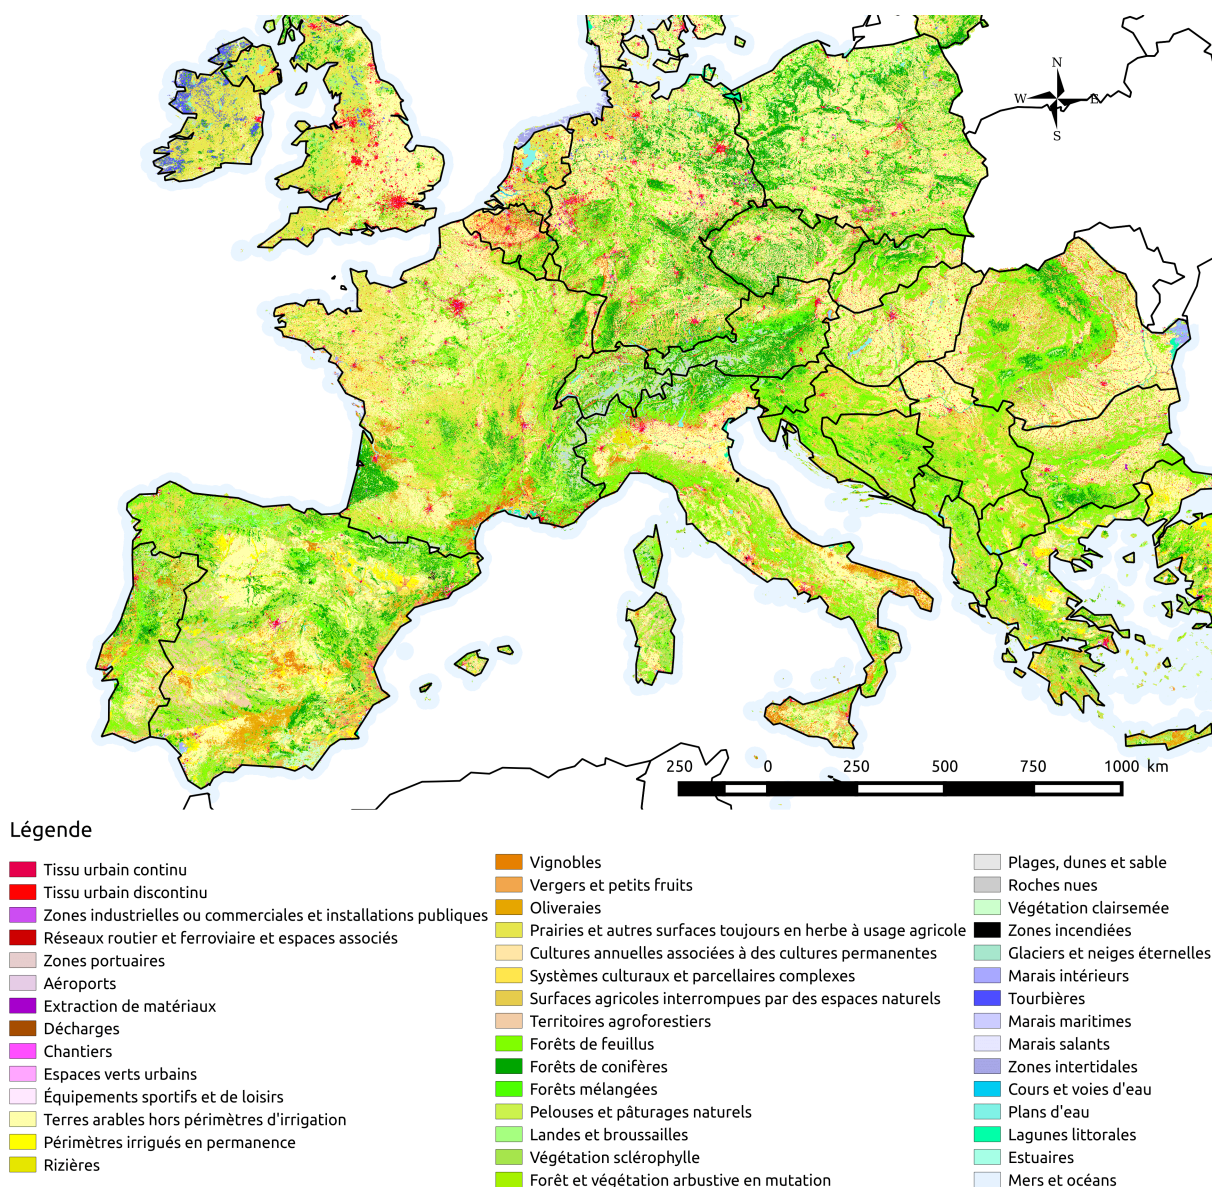 N
W E
S
250 0 250 500 750 1000 km
Légende
Tissu urbain continu
Tissu urbain discontinu
Zones industrielles ou commerciales et installations publiques
Réseaux routier et ferroviaire et espaces associés
Zones portuaires
Aéroports
Extraction de matériaux
Décharges
Chantiers
Espaces verts urbains
Équipements sportifs et de loisirs
Terres arables hors périmètres d'irrigation
Périmètres irrigués en permanence
Rizières
Vignobles
Vergers et petits fruits
Oliveraies
Prairies et autres surfaces toujours en herbe à usage agricole
Cultures annuelles associées à des cultures permanentes
Systèmes culturaux et parcellaires complexes
Surfaces agricoles interrompues par des espaces naturels
Territoires agroforestiers
Forêts de feuillus
Forêts de conifères
Forêts mélangées
Pelouses et pâturages naturels
Landes et broussailles
Végétation sclérophylle
Forêt et végétation arbustive en mutation
Plages, dunes et sable
Roches nues
Végétation clairsemée
Zones incendiées
Glaciers et neiges éternelles
Marais intérieurs
Tourbières
Marais maritimes
Marais salants
Zones intertidales
Cours et voies d'eau
Plans d'eau
Lagunes littorales
Estuaires
Mers et océans